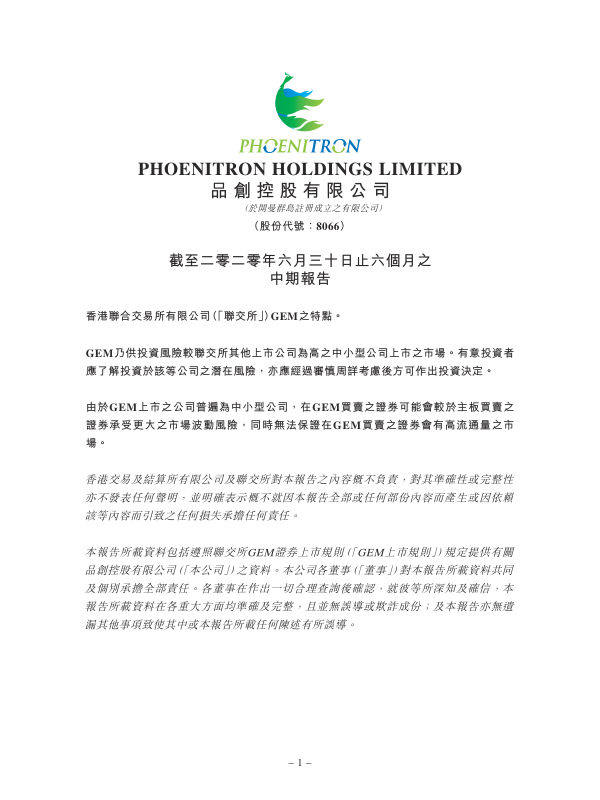 PHOENITRON
PHOENITRON HOLDINGS LIMITED
品創控股有限公司
（於開曼群島註冊成立之有限公司）
（股份代號：8066）
截至二零二零年六月三十日止六個月之
中期報告
香港聯合交易所有限公司（「聯交所」）GEM之特點。
GEM乃供投資風險較聯交所其他上市公司為高之中小型公司上市之市場。有意投資者
應了解投資於該等公司之潛在風險，亦應經過審慎周詳考慮後方可作出投資決定。
由於GEM上市之公司普遍為中小型公司，在GEM買賣之證券可能會較於主板買賣之
證券承受更大之市場波動風險，同時無法保證在GEM買賣之證券會有高流通量之市
場。
香港交易及結算所有限公司及聯交所對本報告之內容概不負責，對其準確性或完整性
亦不發表任何聲明，並明確表示概不就因本報告全部或任何部份內容而產生或因依賴
該等內容而引致之任何損失承擔任何責任。
本報告所載資料包括遵照聯交所GEM證券上市規則（「GEM上市規則」）規定提供有關
品創控股有限公司（「本公司」）之資料。本公司各董事（「董事」）對本報告所載資料共同
及個別承擔全部責任。各董事在作出一切合理查詢後確認，就彼等所深知及確信，本
報告所載資料在各重大方面均準確及完整，且並無誤導或欺詐成份；及本報告亦無遺
漏其他事項致使其中或本報告所載任何陳述有所誤導。
– 1 –